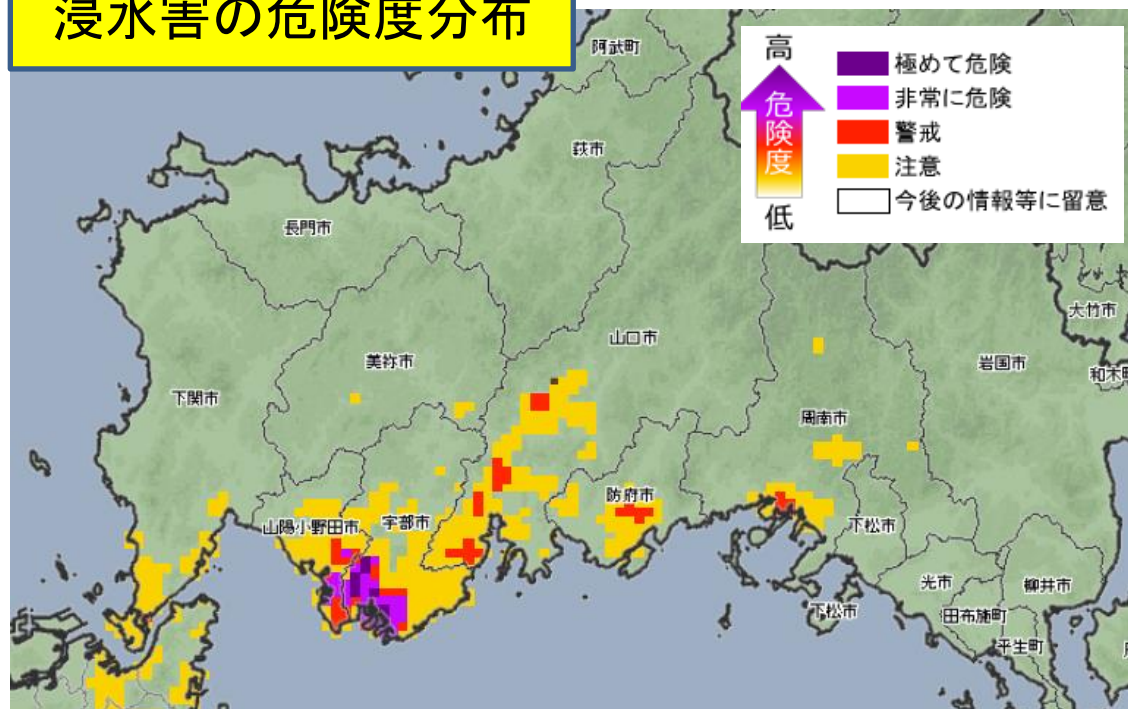 浸水害の危険度分布
高
危険度
低
極めて危険
非常に危険
警戒
注意
今後の情報等に留意
阿武町
萩市
長門市
大竹市
山口市
美祢市
岩国市
和木町
下関市
周南市
防府市
山陽小野田市
宇部市
下松市
光市
柳井市
下松市
田布施町
平生町